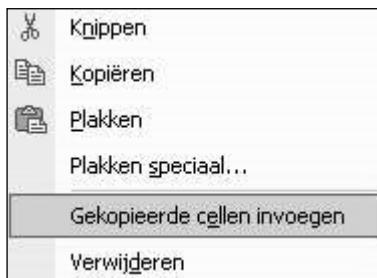 Knippen
Kopiëren
Plakken
Plakken speciaal...
Gekopieerde cellen invoegen
Verwijderen